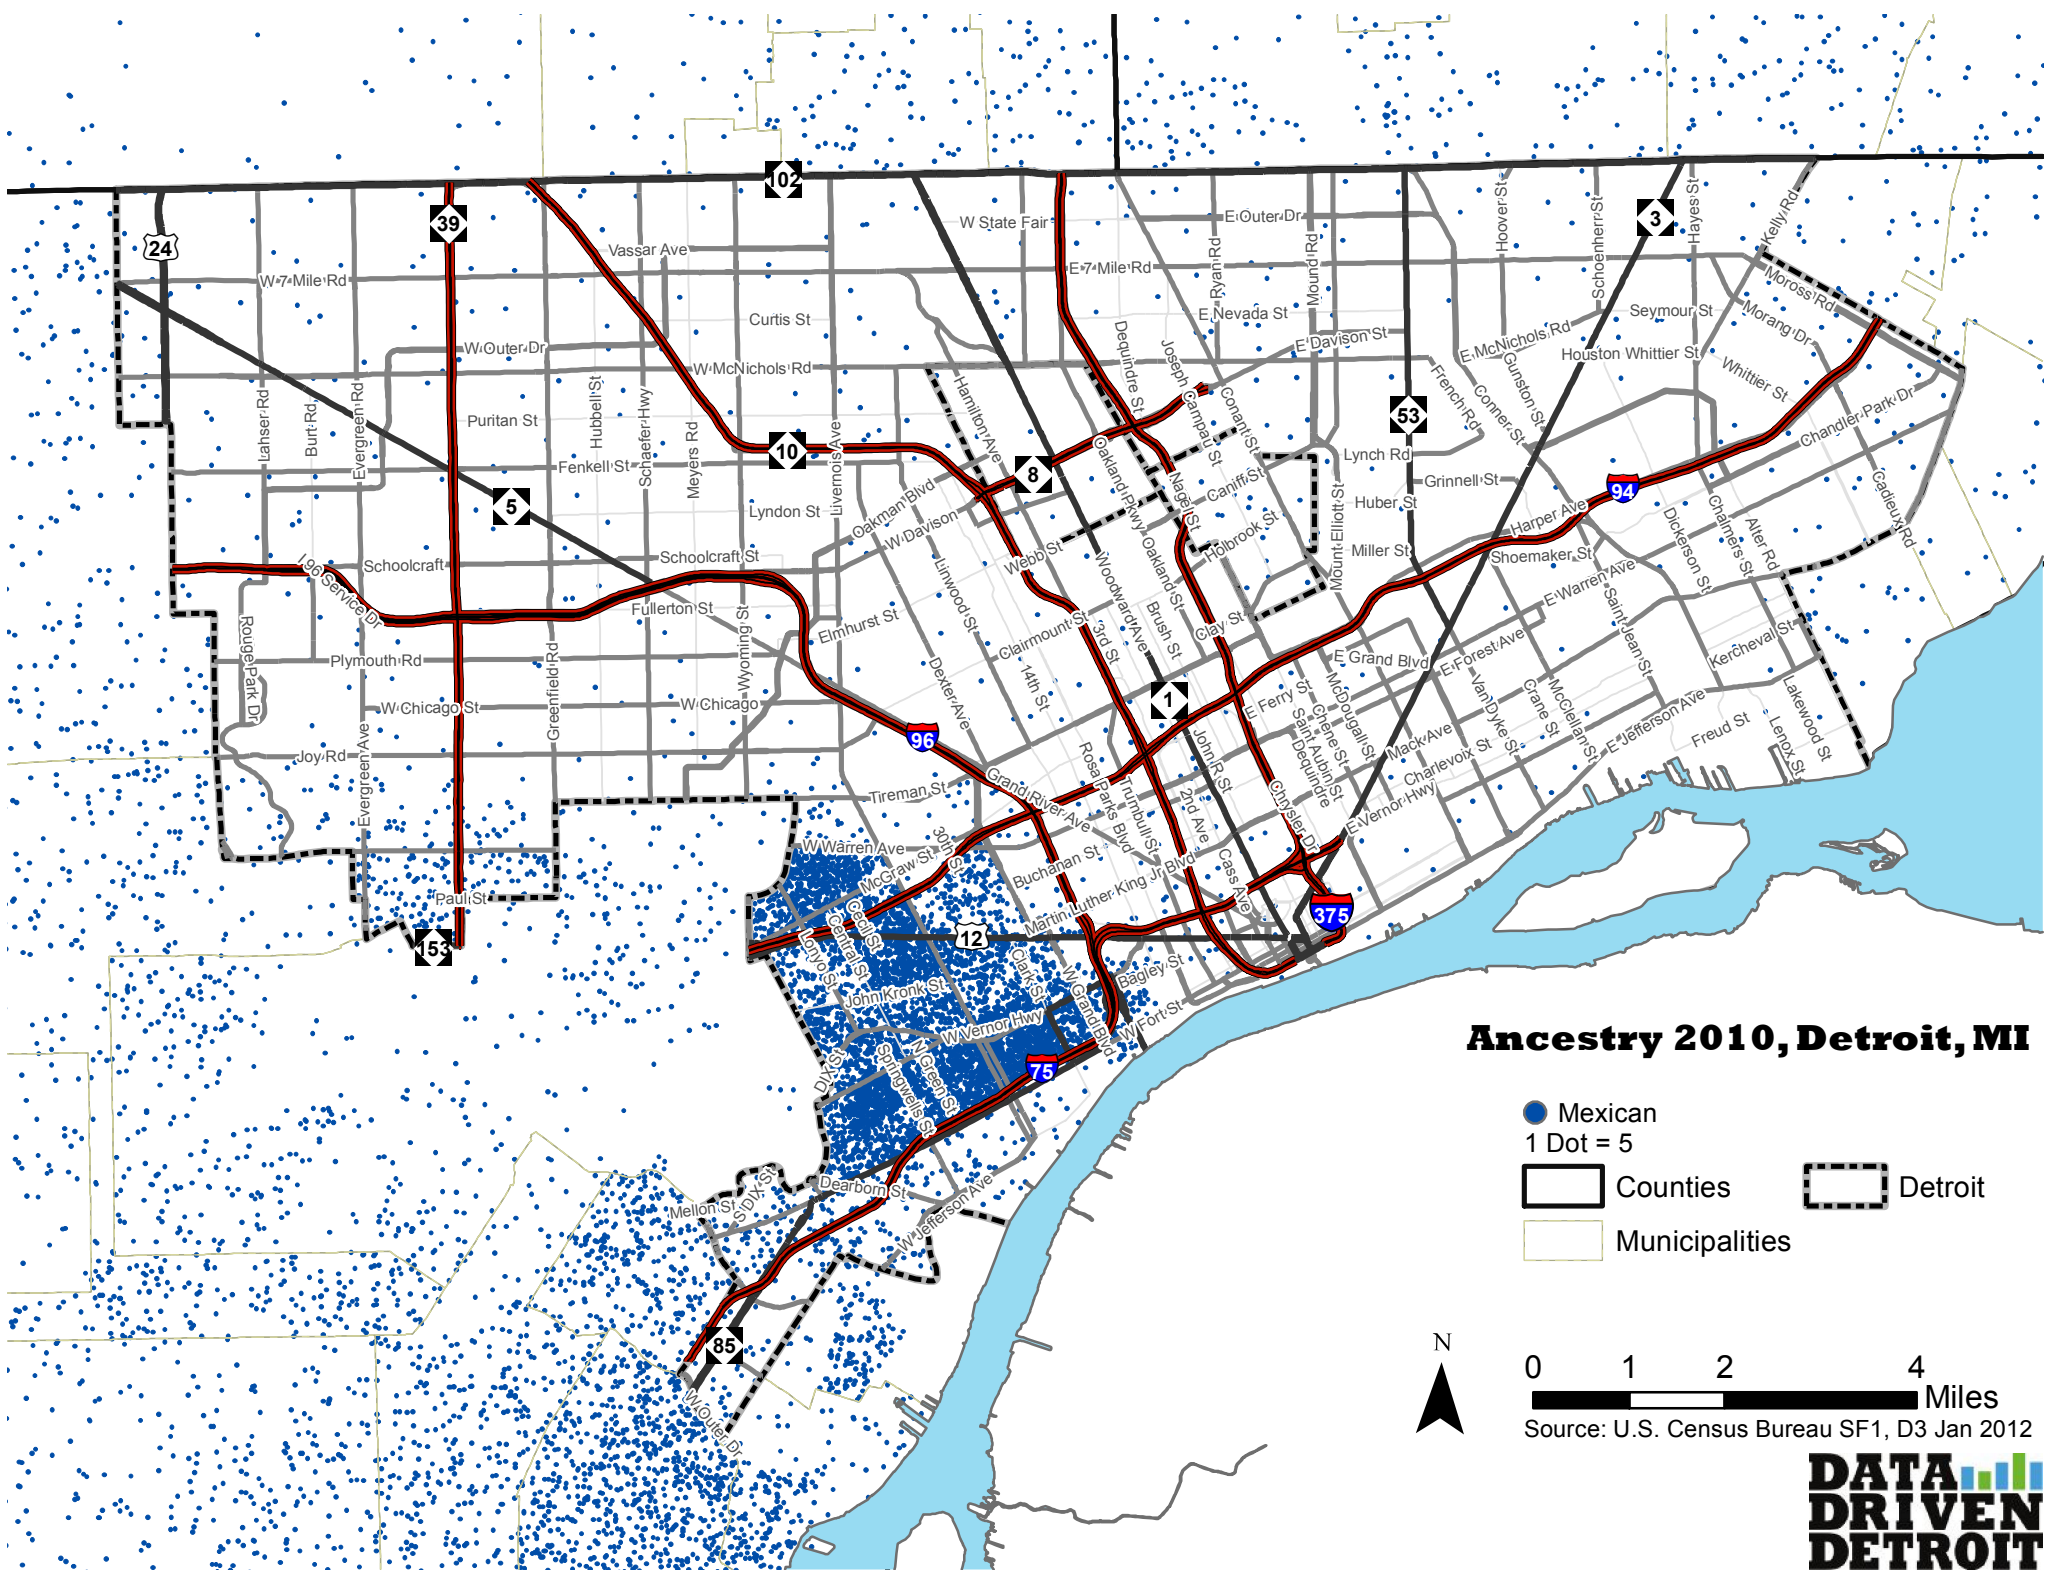 102
39
24
3
W State Fair
E Outer Dr
Hoover St
Schoenherr St
Hayes St
Kelly Rd
Vassar Ave
W 7 Mile Rd
E 7 Mile Rd
Ryan Rd
Mound Rd
Moross Rd
Curtis St
E Nevada St
Seymour St
Morang Dr
W Outer Dr
Dequindre St
Joseph Campau St
E Davison St
E McNichols Rd
Houston Whittier St
W McNichols Rd
Whittier St
Lahser Rd
Burt Rd
Evergreen Rd
Puritan St
Hubbell St
Schaefer Hwy
Meyers Rd
Hamilton Ave
Conant St
French Rd
Conner St
Gunston St
53
Chandler Park Dr
10
Livernois Ave
8
Fenkell St
Oakland Pkwy
Nagel St
Caniff St
Lynch Rd
Grinnell St
94
5
Lyndon St
Oakman Blvd
W Davison
Huber St
Harper Ave
Dickerson St
Chalmers St
Alter Rd
Cadieux Rd
I 96 Service Dr
Schoolcraft
Schoolcraft St
Webb St
Woodward Ave
Oakland St
Holbrook St
Mount Elliott St
Miller St
Shoemaker St
E Warren Ave
Fullerton St
Wyoming St
Elmhurst St
Linwood St
Clairmount St
3rd St
Brush St
Clay St
Saint Jean St
Rouge Park Dr
Plymouth Rd
Greenfield Rd
Dexter Ave
14th St
E Grand Blvd
E Forest Ave
Kercheval St
W Chicago St
W Chicago
1
E Ferry St
McDougall St
Chene St
Saint Aubin St
Dequindre
Van Dyke St
Crane St
McClellan St
E Jefferson Ave
Freud St
Lenox St
Lakewood St
96
Joy Rd
Evergreen Ave
Tireman St
Grand River Ave
Rosa Parks Blvd
Trumbull St
2nd Ave
John R St
Chrysler Dr
Mack Ave
Charlevoix St
E Vernor Hwy
W Warren Ave
McGraw St
30th St
Buchanan St
Martin Luther King Jr Blvd
Cass Ave
Paul St
153
Lonyo St
Central St
Cecil St
12
375
John Kronk St
Clark St
W Grand Blvd
Bagley St
W Fort St
W Vernor Hwy
DIX St
Springwells St
N Green St
75
Dearborn St
Mellon St
S DIX St
W Jefferson Ave
85
W Outer Dr
Ancestry 2010, Detroit, MI
Mexican
1 Dot = 5
Counties
Detroit
Municipalities
N
0 1 2 4
Miles
Source: U.S. Census Bureau SF1, D3 Jan 2012
DATA
DRIVEN
DETROIT